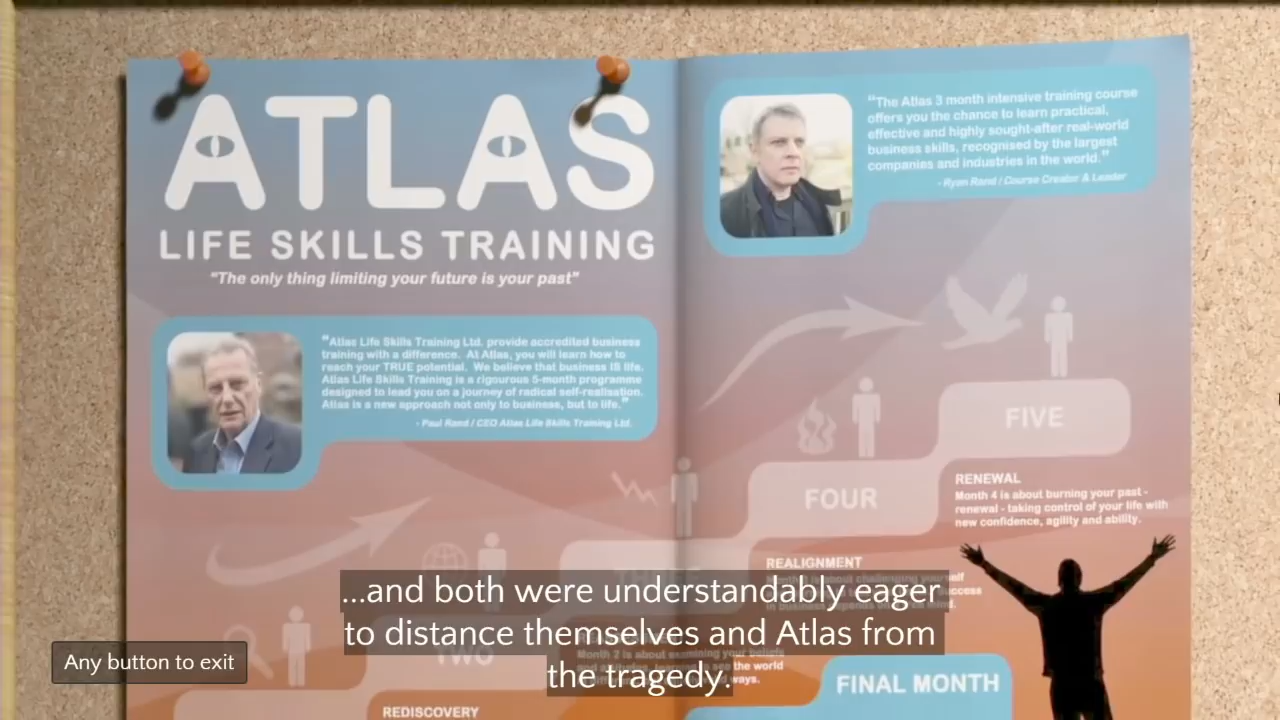 ATLAS
LIFE SKILLS TRAINING
"The only thing limiting your future is your past"
"Atlas Life Skills Training Ltd. provide accredited business
training with a difference. At Atlas, you will learn how to
reach your TRUE potential. We believe that business IS life.
Atlas Life Skills Training is a rigourous 5-month programme
designed to lead you on a journey of radical self-realisation.
Atlas is a new approach not only to business, but to life."
- Paul Rand / CEO Atlas Life Skills Training Ltd.
"The Atlas 3 month intensive training course
offers you the chance to learn practical,
effective and highly sought-after real-world
business skills, recognised by the largest
companies and industries in the world."
- Ryan Rand / Course Creator & Leader
FIVE
RENEWAL
Month 4 is about burning your past -
renewal - taking control of your life with
new confidence, agility and ability.
FOUR
REALIGNMENT
TWO
the world
ways.
REDISCOVERY
FINAL MONTH
...and both were understandably eager
to distance themselves and Atlas from
the tragedy.
Any button to exit